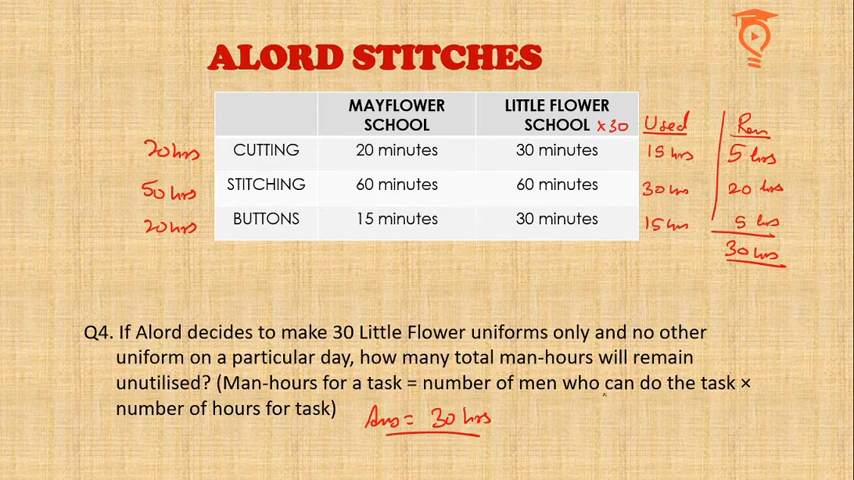 ALORD STITCHES
MAYFLOWER SCHOOL LITTLE FLOWER SCHOOL × 30 Used Rem
20 hrs CUTTING 20 minutes 30 minutes 15 hrs 5 hrs
50 hrs STITCHING 60 minutes 60 minutes 30 hrs 20 hrs
20 hrs BUTTONS 15 minutes 30 minutes 15 hrs 5 hrs
30 hrs
Q4. If Alord decides to make 30 Little Flower uniforms only and no other
uniform on a particular day, how many total man-hours will remain
unutilised? (Man-hours for a task = number of men who can do the task ×
number of hours for task)
Ans = 30 hrs